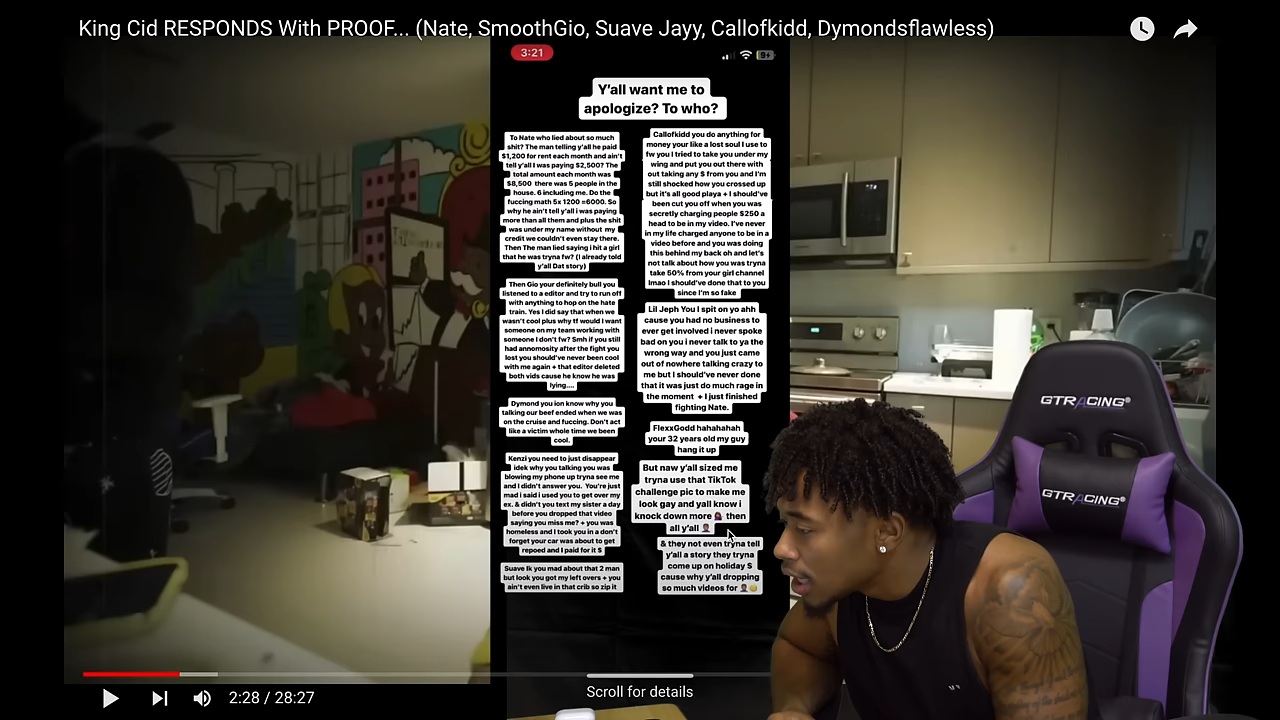 King Cid RESPONDS With PROOF... (Nate, SmoothGio, Suave Jayy, Callofkidd, Dymondsflawless)
3:21
Y'all want me to
apologize? To who?
To Nate who lied about so much
shit? The man telling y'all he paid
$1,200 for rent each month and ain't
tell y'all I was paying $2,500? The
total amount each month was
$8,500 there was 5 people in the
house. 6 including me. Do the
fuccing math 5x 1200 =6000. So
why he ain't tell y'all i was paying
more than all them and plus the shit
was under my name without my
credit we couldn't even stay there.
Then The man lied saying i hit a girl
that he was tryna fw? (I already told
y'all Dat story)
Then Gio your definitely bull you
listened to a editor and try to run off
with anything to hop on the hate
train. Yes I did say that when we
wasn't cool plus why tf would I want
someone on my team working with
someone I don't fw? Smh if you still
had annomosity after the fight you
lost you should've never been cool
with me again + that editor deleted
both vids cause he know he was
lying....
Dymond you ion know why you
talking our beef ended when we was
on the cruise and fuccing. Don't act
like a victim whole time we been
cool.
Kenzi you need to just disappear
idek why you talking you was
blowing my phone up tryna see me
and I didn't answer you. You're just
mad i said i used you to get over my
ex. & didn't you text my sister a day
before you dropped that video
saying you miss me? + you was
homeless and I took you in a don't
forget your car was about to get
repoed and I paid for it $
Suave Ik you mad about that 2 man
but look you got my left overs + you
ain't even live in that crib so zip it
Callofkidd you do anything for
money your like a lost soul I use to
fw you I tried to take you under my
wing and put you out there with
out taking any $ from you and I'm
still shocked how you crossed up
but it's all good playa + I should've
been cut you off when you was
secretly charging people $250 a
head to be in my video. I've never
in my life charged anyone to be in a
video before and you was doing
this behind my back oh and let's
not talk about how you was tryna
take 50% from your girl channel
lmao I should've done that to you
since I'm so fake
Lil Jeph You I spit on yo ahh
cause you had no business to
ever get involved i never spoke
bad on you i never talk to ya the
wrong way and you just came
out of nowhere talking crazy to
me but I should've never done
that it was just do much rage in
the moment + I just finished
fighting Nate.
FlexxGodd hahahahah
your 32 years old my guy
hang it up
But naw y'all sized me
tryna use that TikTok
challenge pic to make me
look gay and yall know i
knock down more 🤦🏾‍♀️ then
all y'all 🤦🏾‍♂️
& they not even tryna tell
y'all a story they tryna
come up on holiday $
cause why y'all dropping
so much videos for 🤦🏾‍♂️😂
GTRACING®
GTRACING®
2:28 / 28:27
Scroll for details